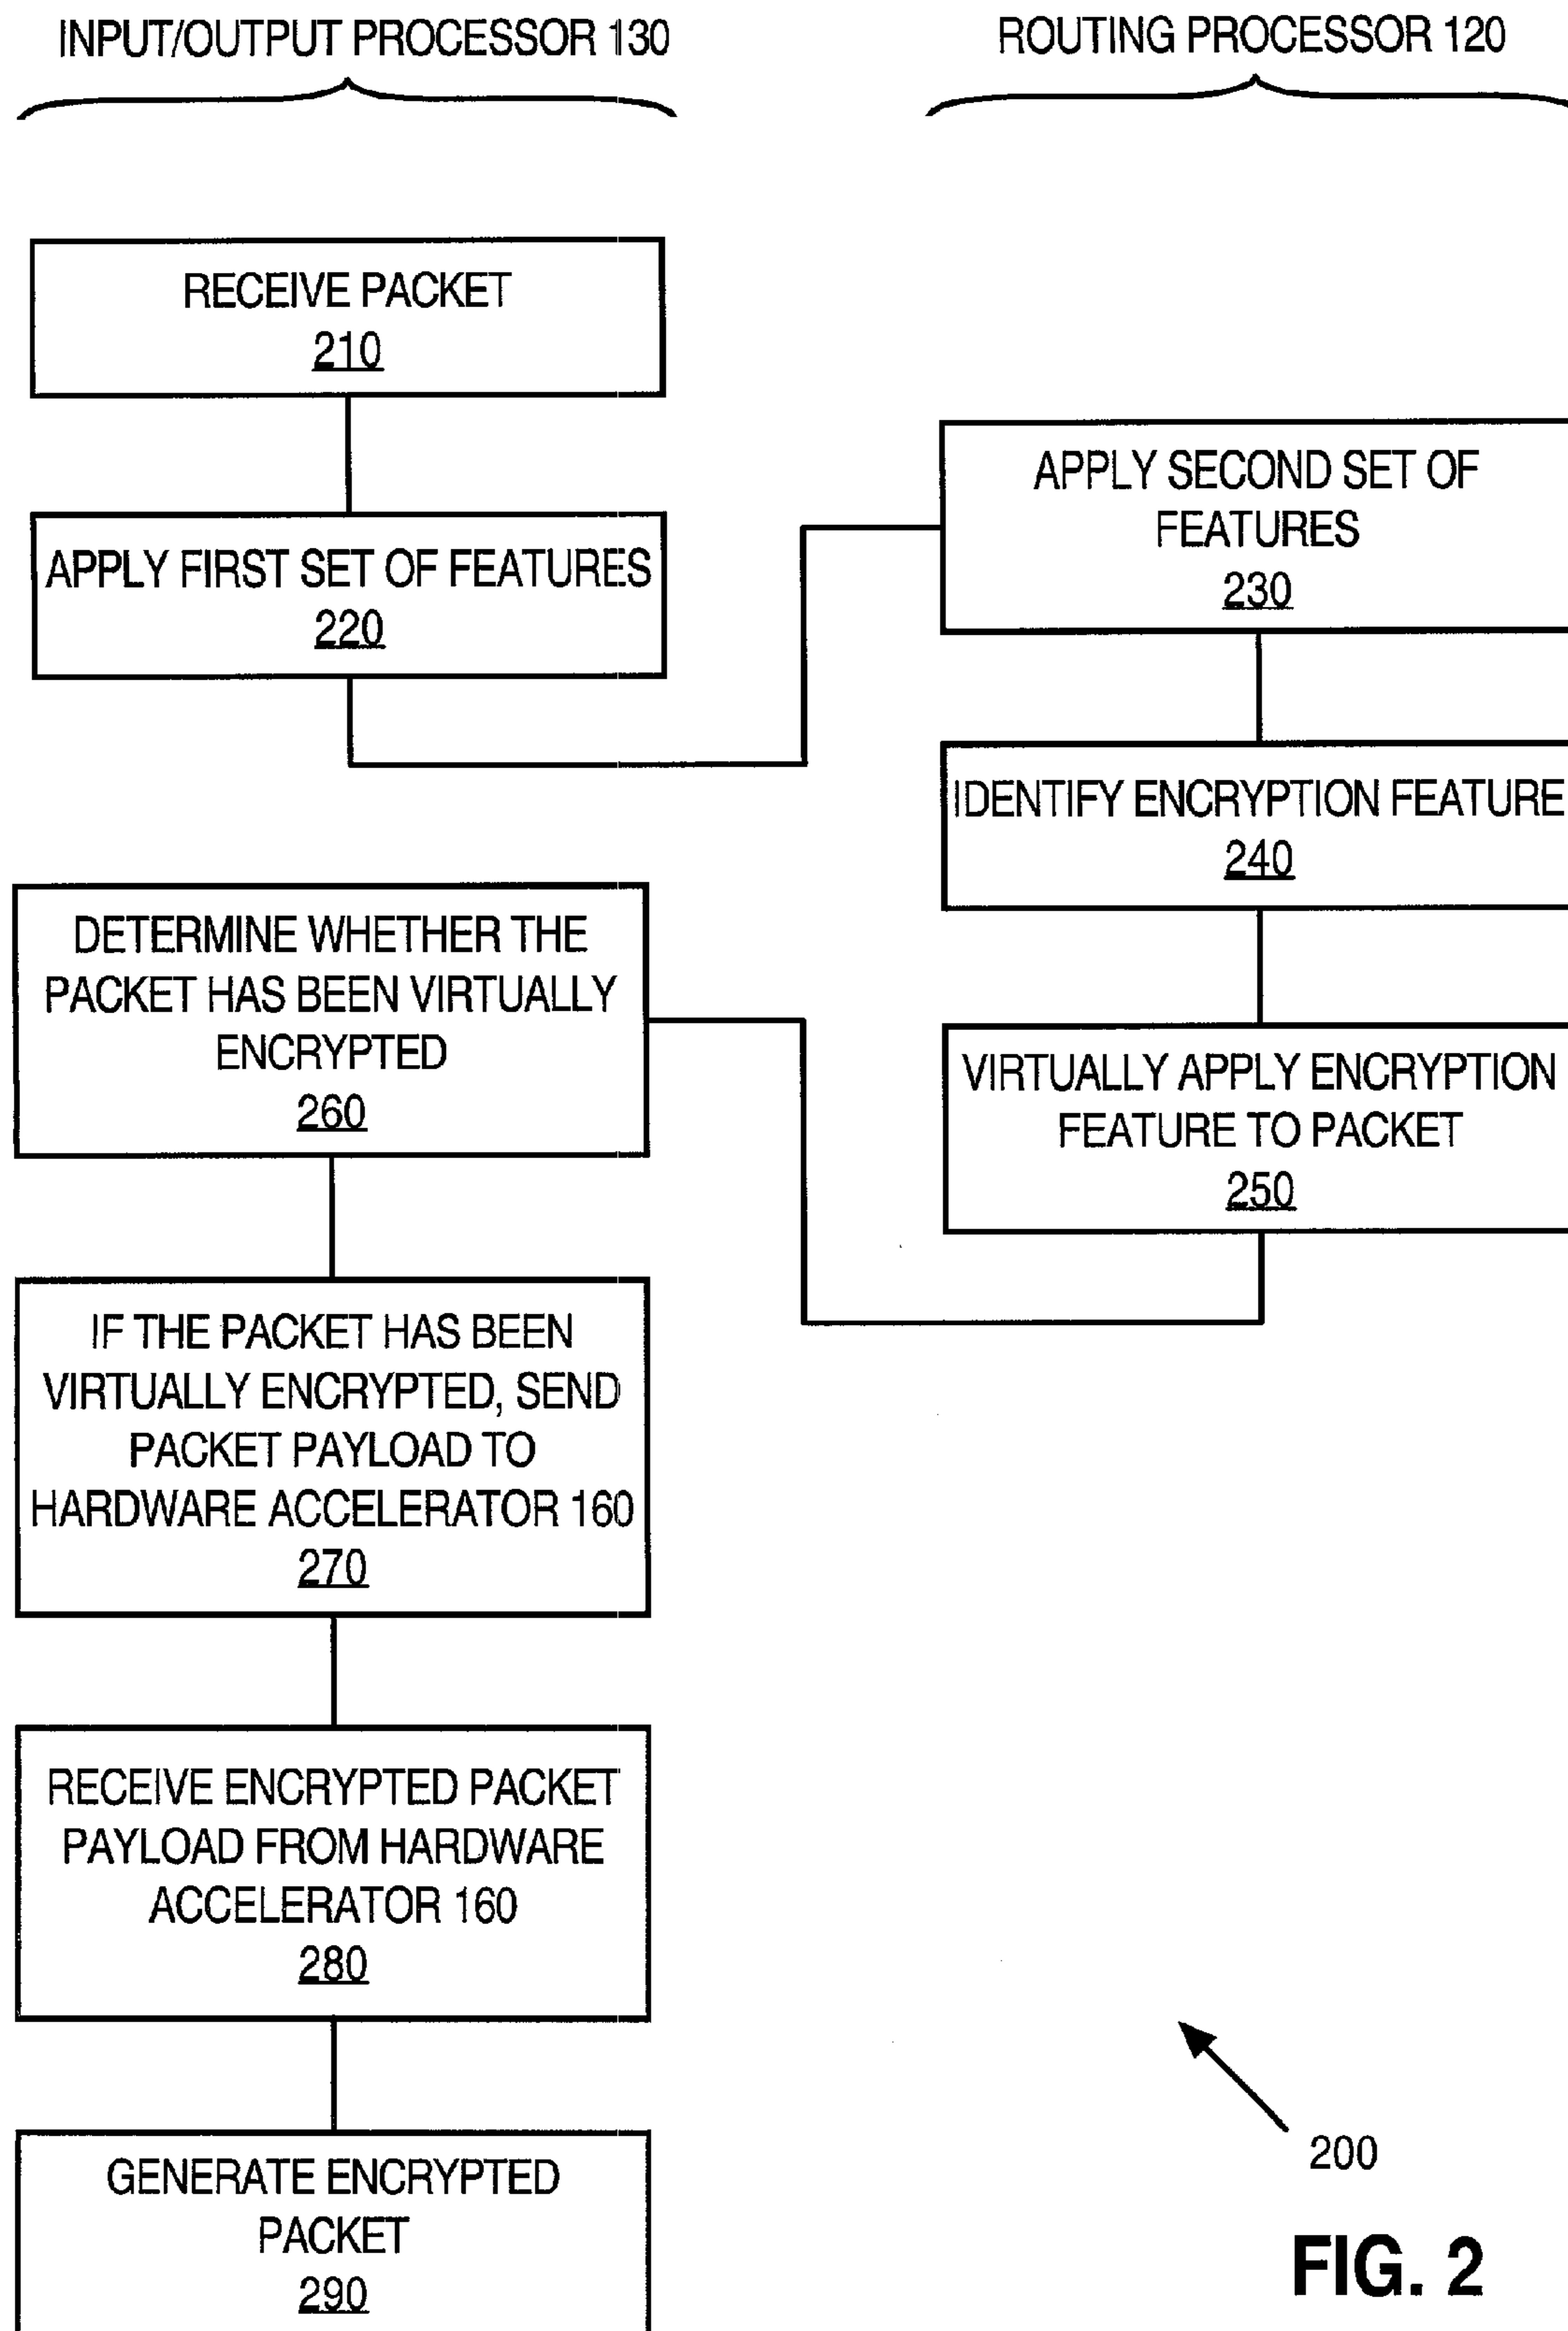 INPUT/OUTPUT PROCESSOR 130
ROUTING PROCESSOR 120
RECEIVE PACKET
210
APPLY FIRST SET OF FEATURES
220
APPLY SECOND SET OF
FEATURES
230
IDENTIFY ENCRYPTION FEATURE
240
VIRTUALLY APPLY ENCRYPTION
FEATURE TO PACKET
250
DETERMINE WHETHER THE
PACKET HAS BEEN VIRTUALLY
ENCRYPTED
260
IF THE PACKET HAS BEEN
VIRTUALLY ENCRYPTED, SEND
PACKET PAYLOAD TO
HARDWARE ACCELERATOR 160
270
RECEIVE ENCRYPTED PACKET
PAYLOAD FROM HARDWARE
ACCELERATOR 160
280
GENERATE ENCRYPTED
PACKET
290
200
FIG. 2